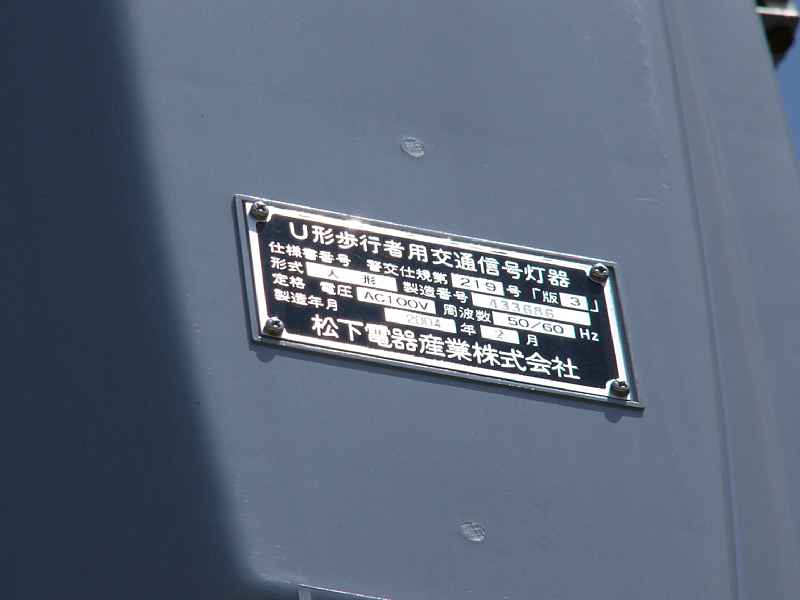 U形歩行者用交通信号灯器
仕様書番号 警交仕規第 219 号「版 3」
形式 人形 製造番号 433686
定格 電圧 AC100V 周波数 50/60 Hz
製造年月 2004 年 2 月
松下電器産業株式会社